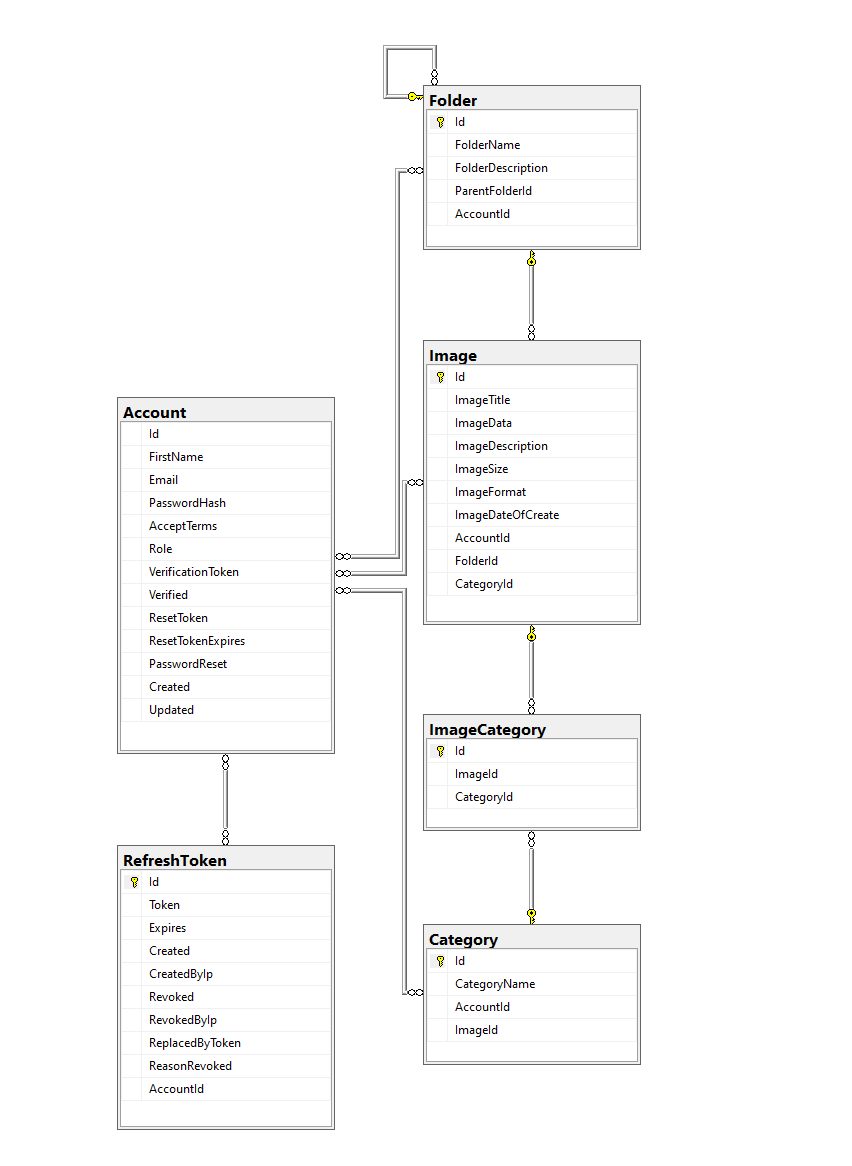 Folder
Id
FolderName
FolderDescription
ParentFolderId
AccountId
Image
Id
ImageTitle
ImageData
ImageDescription
ImageSize
ImageFormat
ImageDateOfCreate
AccountId
FolderId
CategoryId
Account
Id
FirstName
Email
PasswordHash
AcceptTerms
Role
VerificationToken
Verified
ResetToken
ResetTokenExpires
PasswordReset
Created
Updated
ImageCategory
Id
ImageId
CategoryId
RefreshToken
Id
Token
Expires
Created
CreatedByIp
Revoked
RevokedByIp
ReplacedByToken
ReasonRevoked
AccountId
Category
Id
CategoryName
AccountId
ImageId